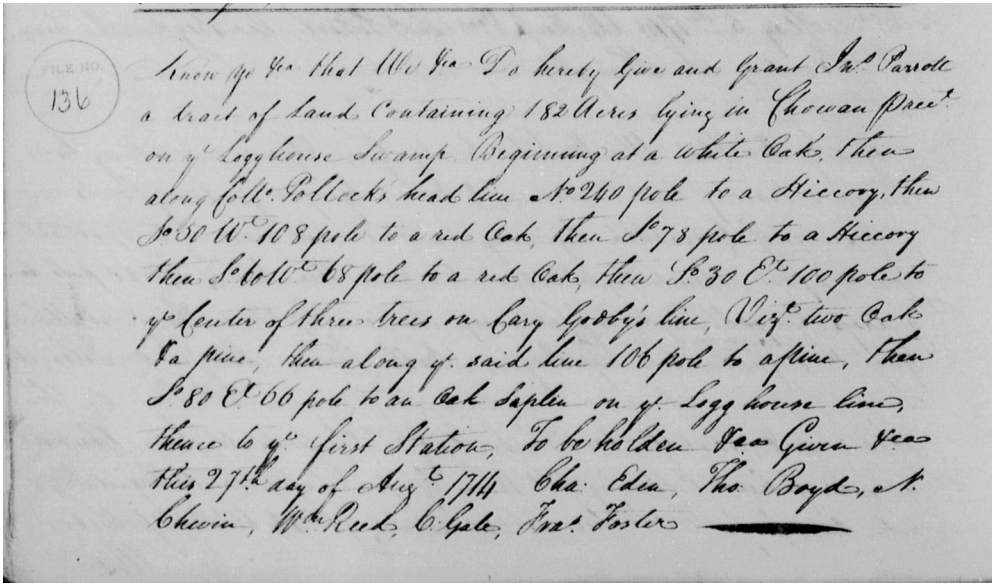 FILE NO.
136
Know ye &ca that We &ca Do hereby Give and Grant Jno. Parrott
a tract of Land Containing 182 Acres lying in Chowan Prect.
on ye Logghouse Swamp. Beginning at a White Oak, then
along Collo. Pollocks head line No. 240 pole to a Hiccory, then
So. 50 Wt. 108 pole to a red Oak, then So. 78 pole to a Hiccory
then So. 60 Wt. 68 pole to a red Oak, then So. 30 Et. 100 pole to
ye Center of three trees on Cary Godby's line, Vizt. two Oak
& a pine, then along ye said line 106 pole to a pine, then
So. 80 Et. 66 pole to an Oak Saplen on ye Logg house line,
thence to ye first Station, To be holden &ca Given &ca
this 27th day of Augt. 1714 Cha: Eden, Tho. Boyd, N.
Chevin, Wm Reed, C. Gale, Fras. Foster